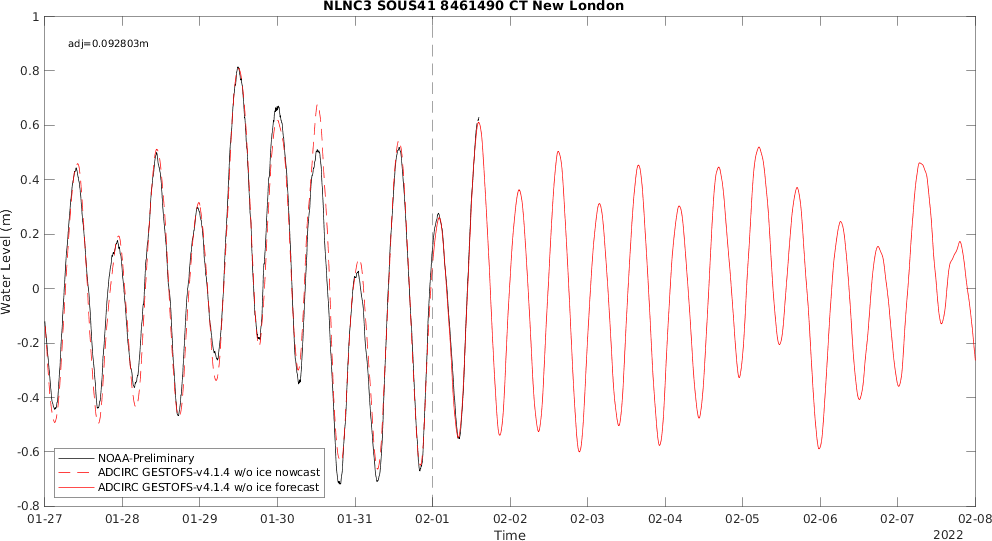 NLNC3 SOUS41 8461490 CT New London
adj=0.092803m
1
0.8
0.6
0.4
0.2
0
-0.2
-0.4
-0.6
-0.8
Water Level (m)
NOAA-Preliminary
ADCIRC GESTOFS-v4.1.4 w/o ice nowcast
ADCIRC GESTOFS-v4.1.4 w/o ice forecast
01-27 01-28 01-29 01-30 01-31 02-01 02-02 02-03 02-04 02-05 02-06 02-07 02-08
Time
2022